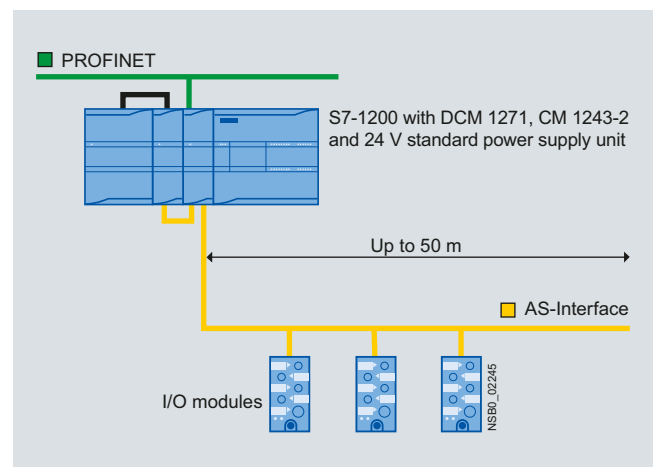 PROFINET
S7-1200 with DCM 1271, CM 1243-2
and 24 V standard power supply unit
Up to 50 m
AS-Interface
I/O modules
NSB0_02245